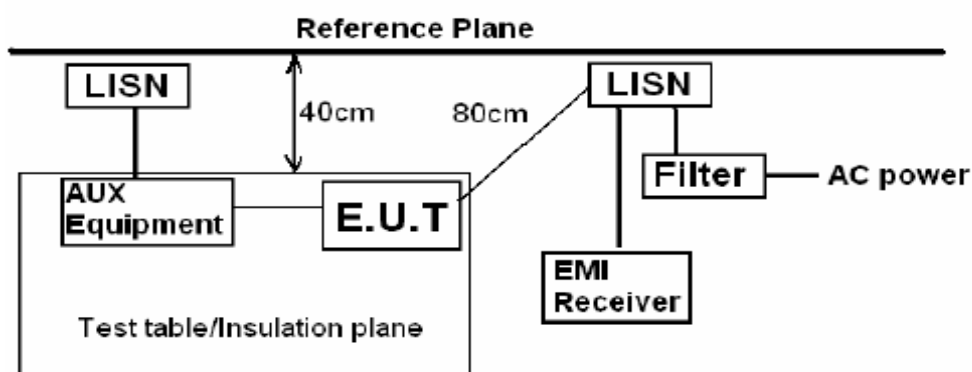 Reference Plane
LISN
40cm
80cm
LISN
AUX
Equipment
E.U.T
Filter
AC power
EMI
Receiver
Test table/Insulation plane